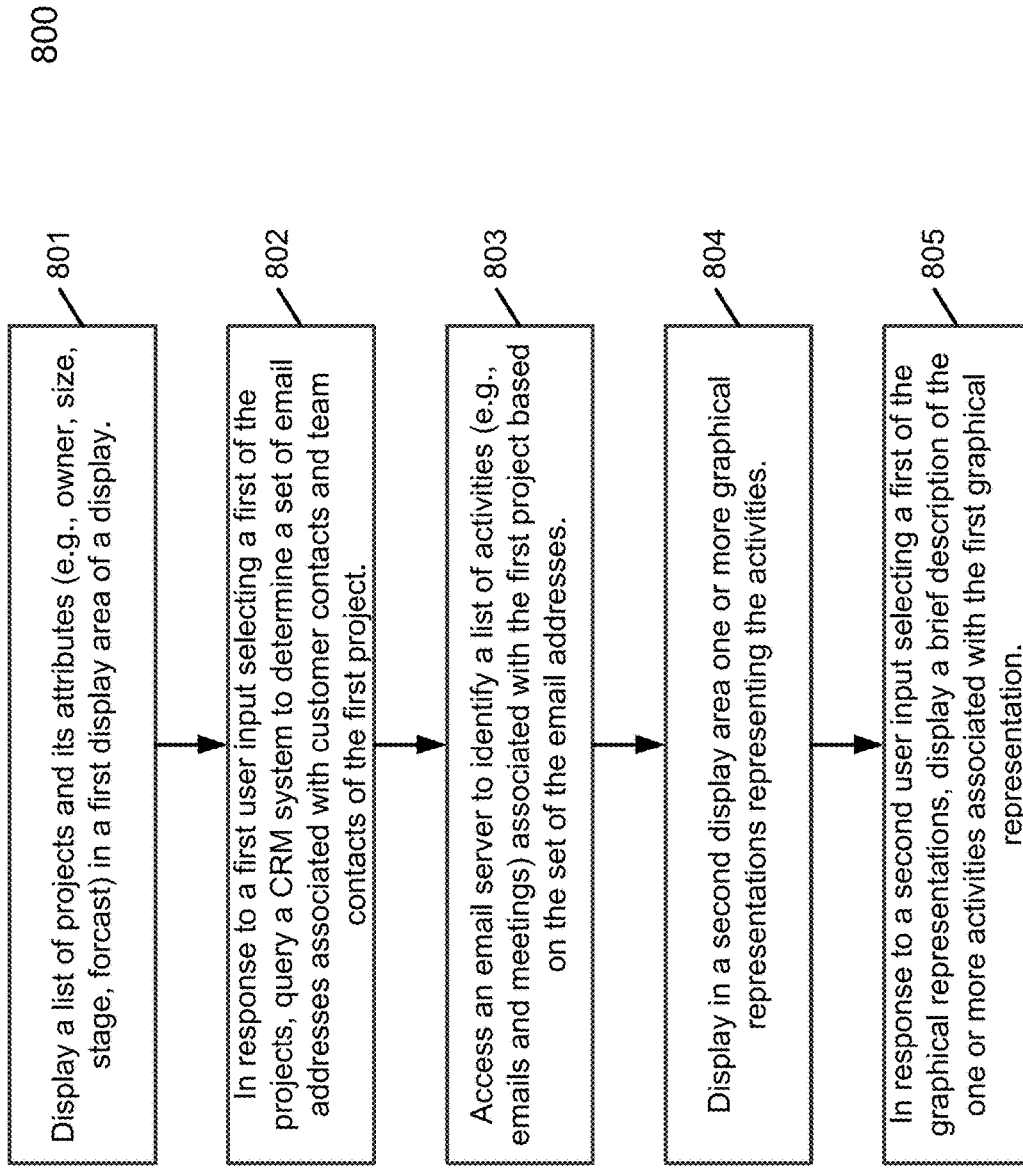 800
Display a list of projects and its attributes (e.g., owner, size,
stage, forcast) in a first display area of a display.
801
In response to a first user input selecting a first of the
projects, query a CRM system to determine a set of email
addresses associated with customer contacts and team
contacts of the first project.
802
Access an email server to identify a list of activities (e.g.,
emails and meetings) associated with the first project based
on the set of the email addresses.
803
Display in a second display area one or more graphical
representations representing the activities.
804
In response to a second user input selecting a first of the
graphical representations, display a brief description of the
one or more activities associated with the first graphical
representation.
805